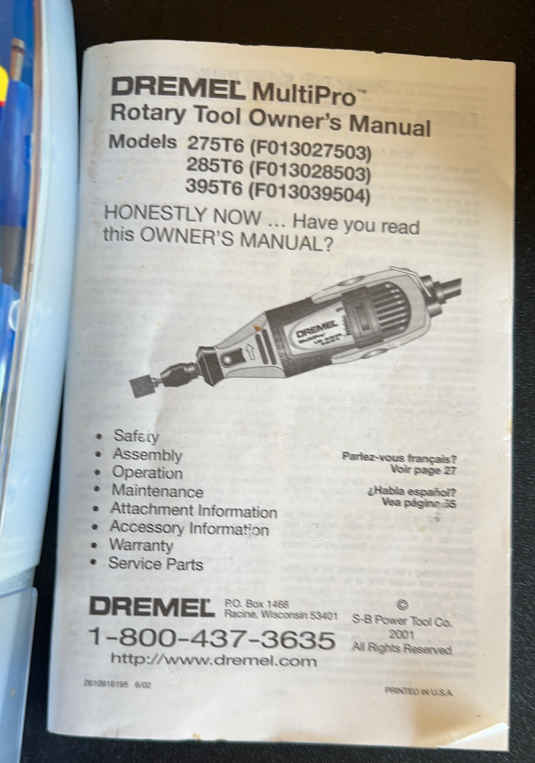 DREMEL MultiPro™
Rotary Tool Owner's Manual
Models 275T6 (F013027503)
285T6 (F013028503)
395T6 (F013039504)
HONESTLY NOW ... Have you read
this OWNER'S MANUAL?
DREMEL
MultiPro
• Safety
• Assembly
• Operation
• Maintenance
• Attachment Information
• Accessory Information
• Warranty
• Service Parts
Parlez-vous français?
Voir page 27
¿Habla español?
Vea página
DREMEL
P.O. Box 1468
Racine, Wisconsin 53401
1-800-437-3635
http://www.dremel.com
©
S-B Power Tool Co.
2001
All Rights Reserved
6/02
PRINTED IN U.S.A.